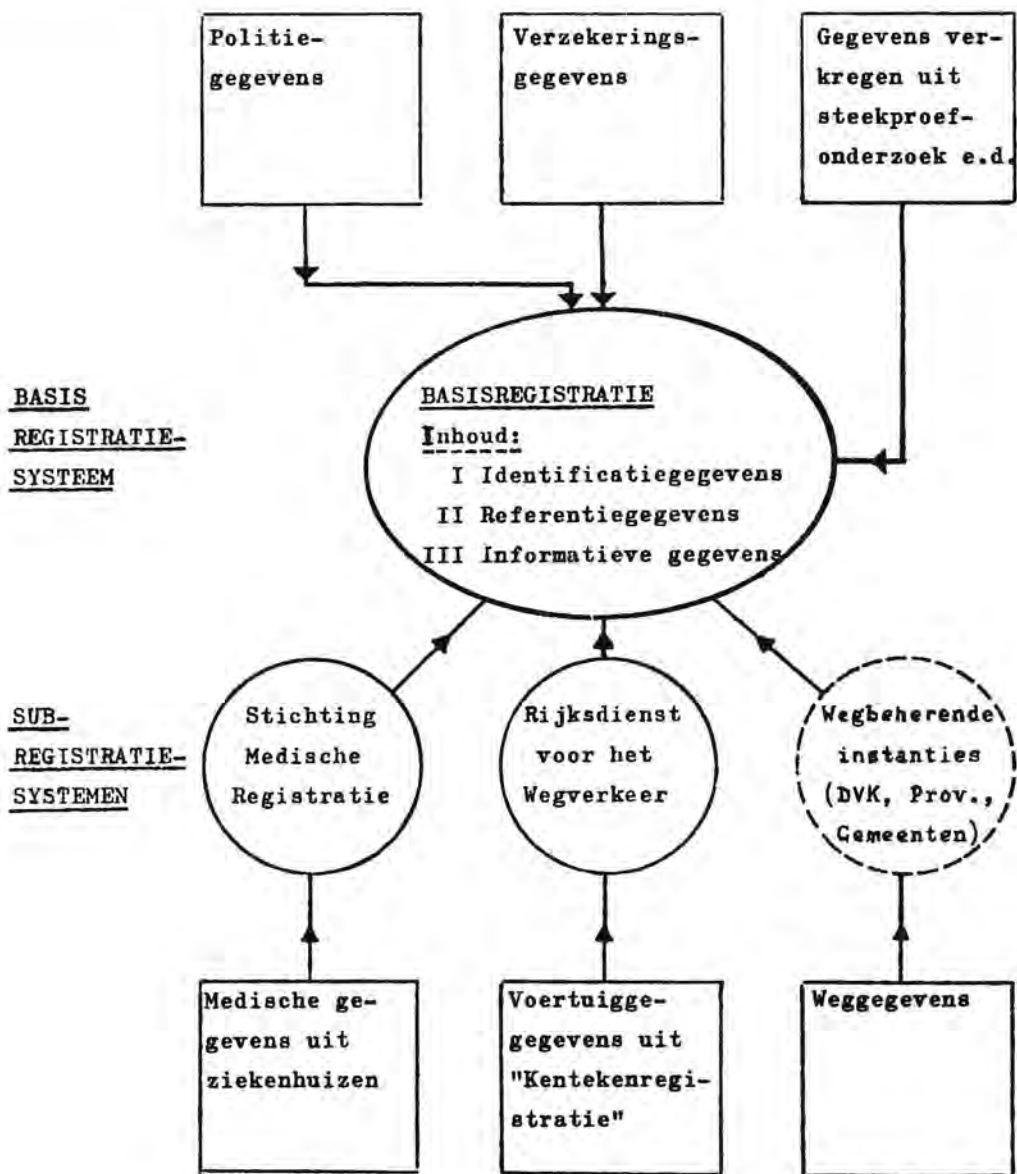 Politie-
gegevens
Verzekerings-
gegevens
Gegevens ver-
kregen uit
steekproef-
onderzoek e.d.
BASIS
REGISTRATIE-
SYSTEEM
BASISREGISTRATIE
Inhoud:
I Identificatiegegevens
II Referentiegegevens
III Informatieve gegevens
SUB-
REGISTRATIE-
SYSTEMEN
Stichting
Medische
Registratie
Rijksdienst
voor het
Wegverkeer
Wegbeherende
instanties
(DVK, Prov.,
Gemeenten)
Medische ge-
gevens uit
ziekenhuizen
Voertuigge-
gegevens uit
"Kentekenregi-
stratie"
Weggegevens